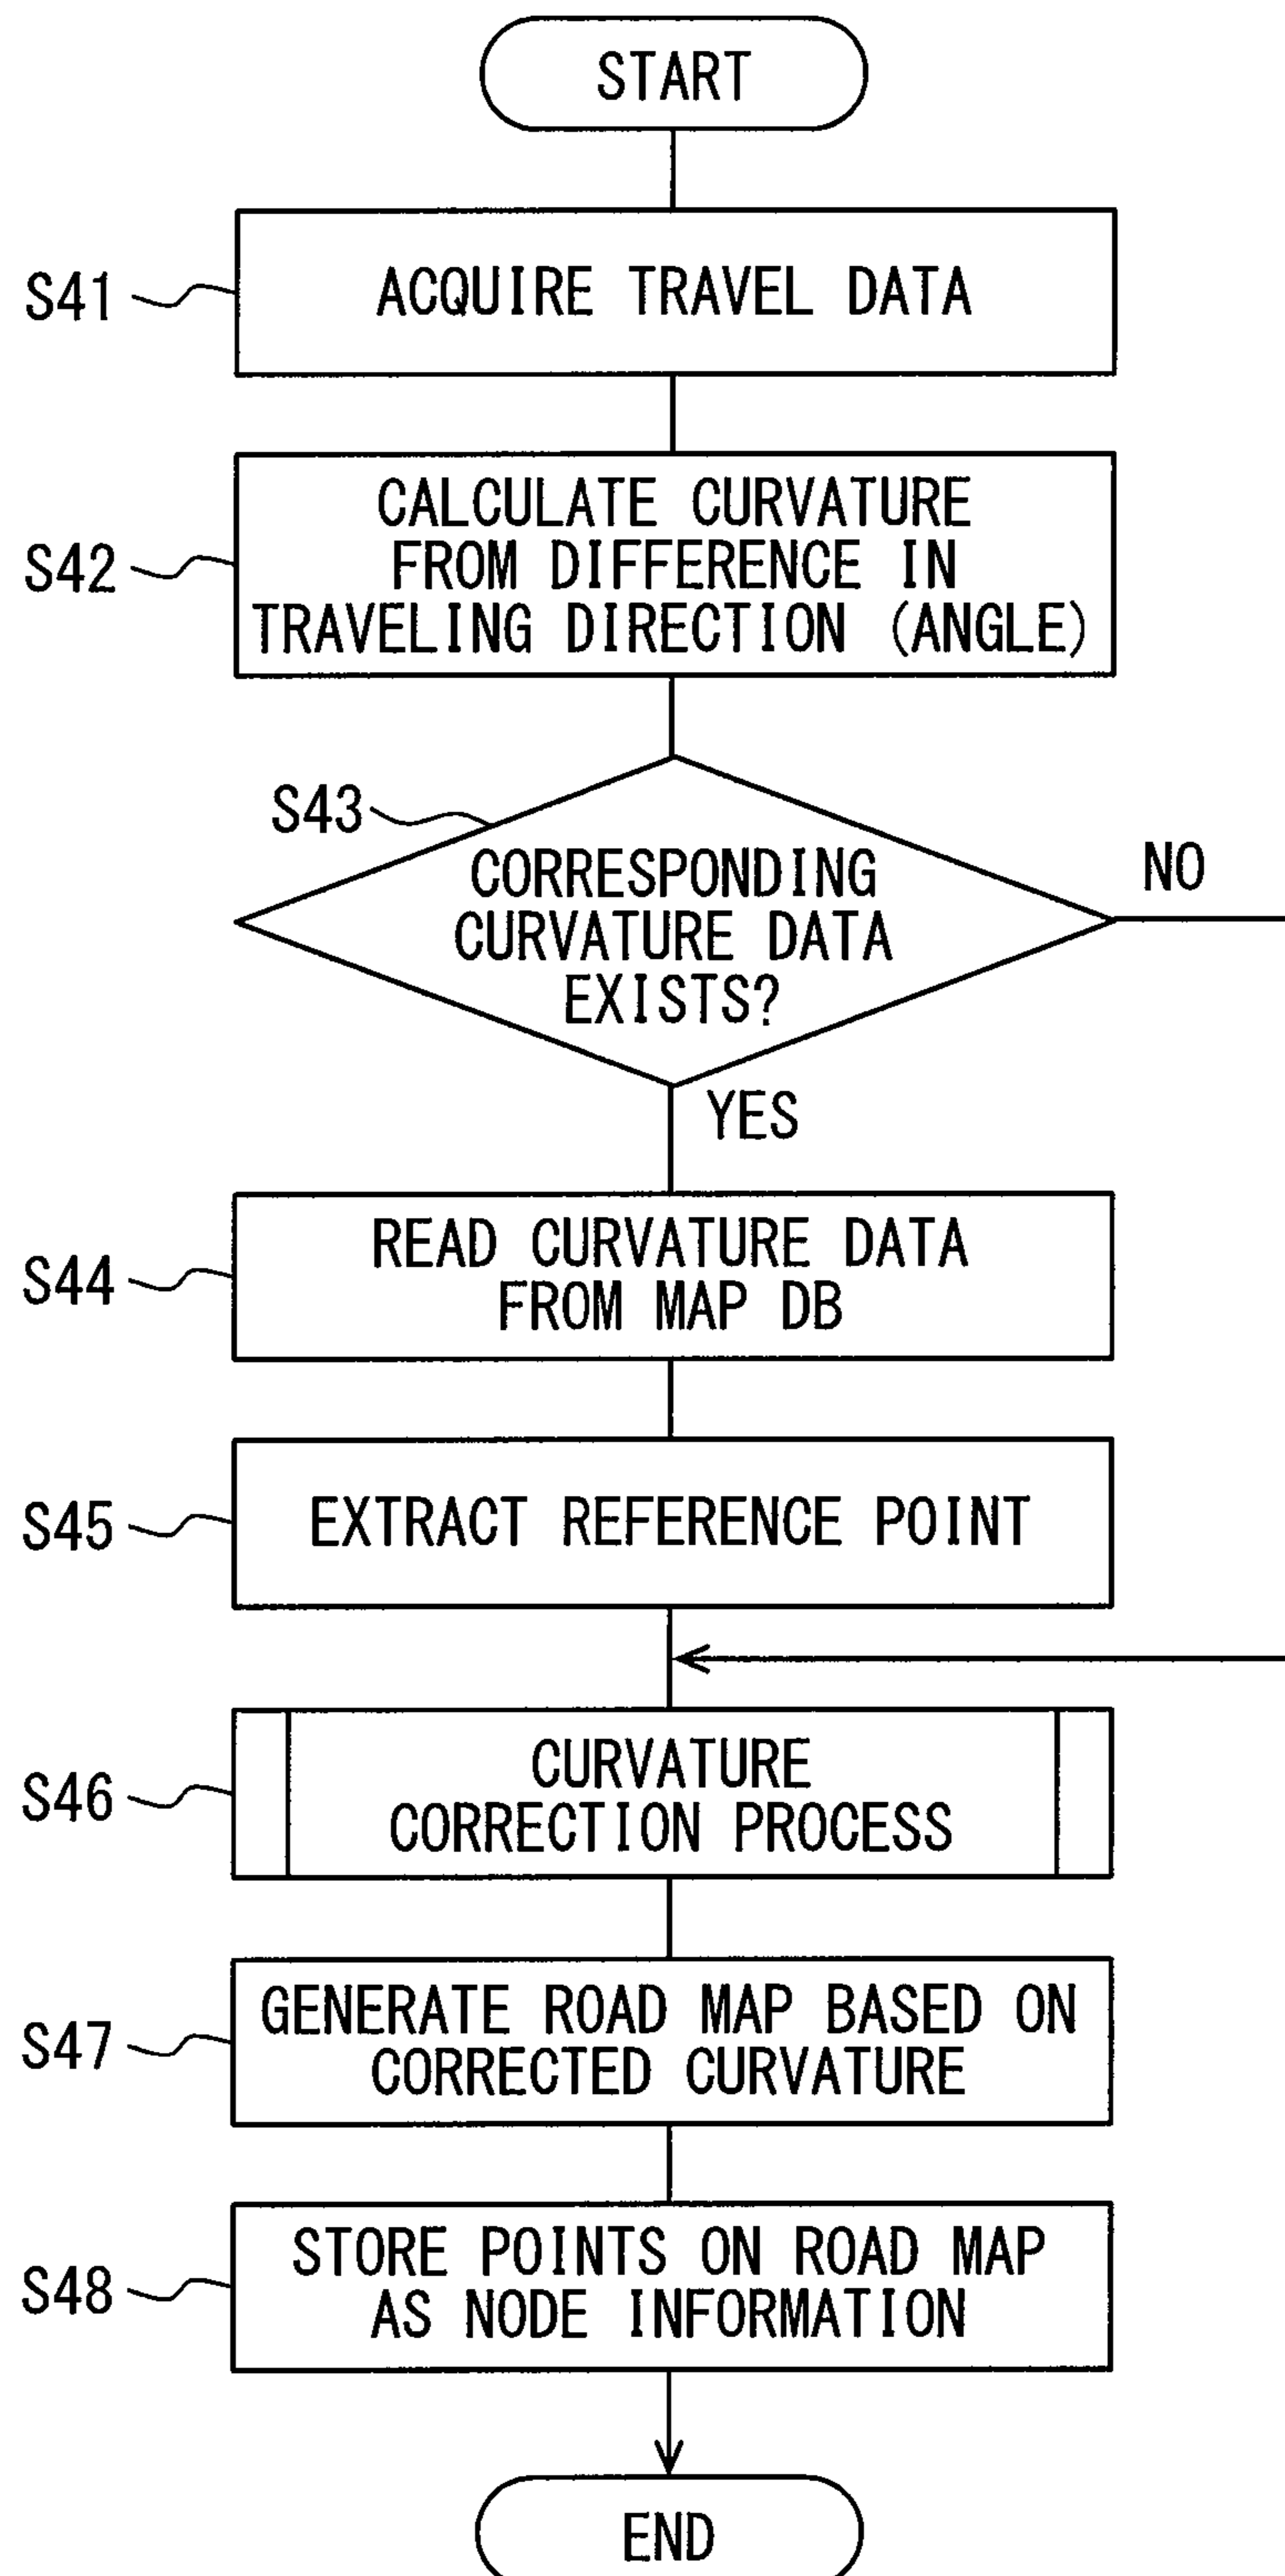 START
S41
ACQUIRE TRAVEL DATA
S42
CALCULATE CURVATURE
FROM DIFFERENCE IN
TRAVELING DIRECTION (ANGLE)
S43
CORRESPONDING
CURVATURE DATA
EXISTS?
NO
YES
S44
READ CURVATURE DATA
FROM MAP DB
S45
EXTRACT REFERENCE POINT
S46
CURVATURE
CORRECTION PROCESS
S47
GENERATE ROAD MAP BASED ON
CORRECTED CURVATURE
S48
STORE POINTS ON ROAD MAP
AS NODE INFORMATION
END